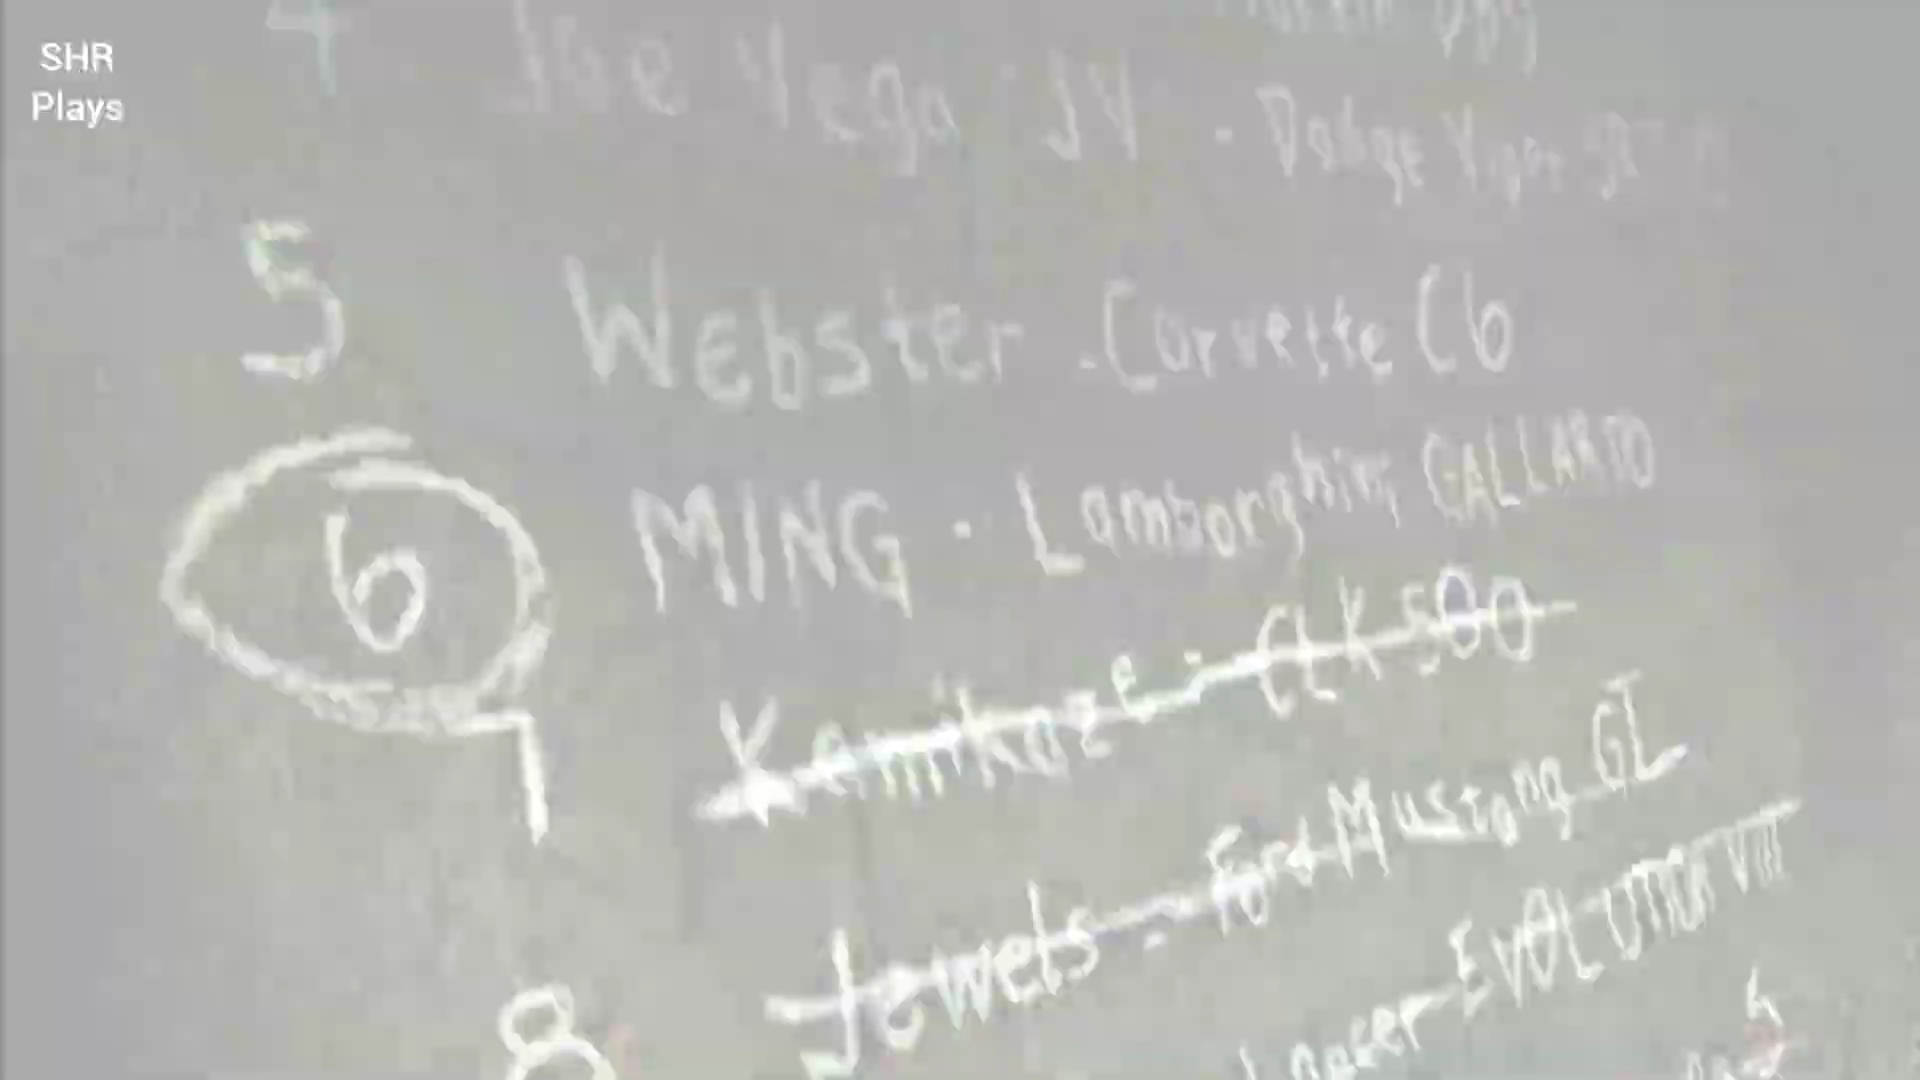 SHR
Plays
Joe Vega JV - Dodge Viper
5 Webster - Corvette C6
6 MING - Lamborghini GALLARDO
7 Kamikaze - CLK 500
8 Jewels - Ford Mustang GT
Lancer EVOLUTION VIII